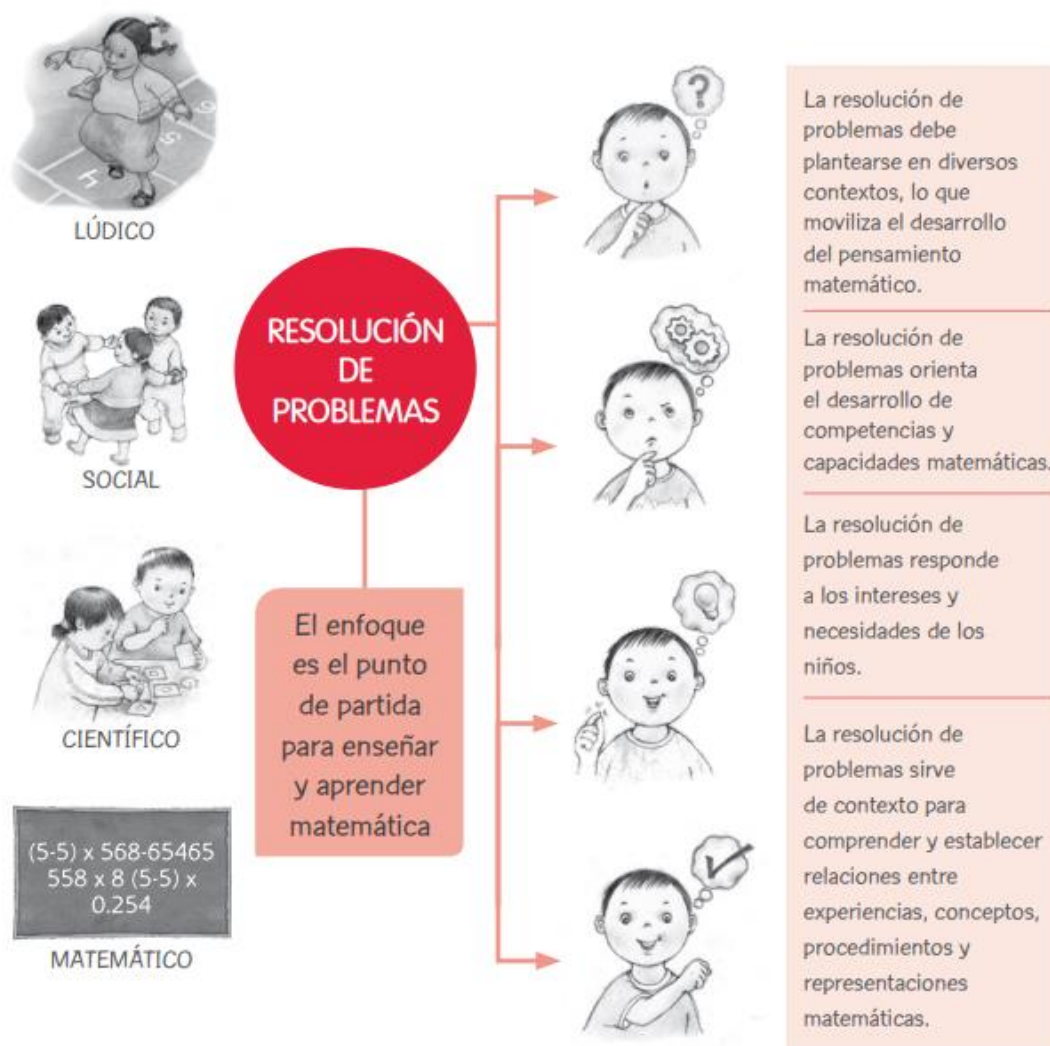 LÚDICO
SOCIAL
CIENTÍFICO
(5-5) x 568-65465
558 x 8 (5-5) x
0.254
MATEMÁTICO
RESOLUCIÓN
DE
PROBLEMAS
El enfoque
es el punto
de partida
para enseñar
y aprender
matemática
?
La resolución de
problemas debe
plantearse en diversos
contextos, lo que
moviliza el desarrollo
del pensamiento
matemático.
La resolución de
problemas orienta
el desarrollo de
competencias y
capacidades matemáticas.
La resolución de
problemas responde
a los intereses y
necesidades de los
niños.
La resolución de
problemas sirve
de contexto para
comprender y establecer
relaciones entre
experiencias, conceptos,
procedimientos y
representaciones
matemáticas.